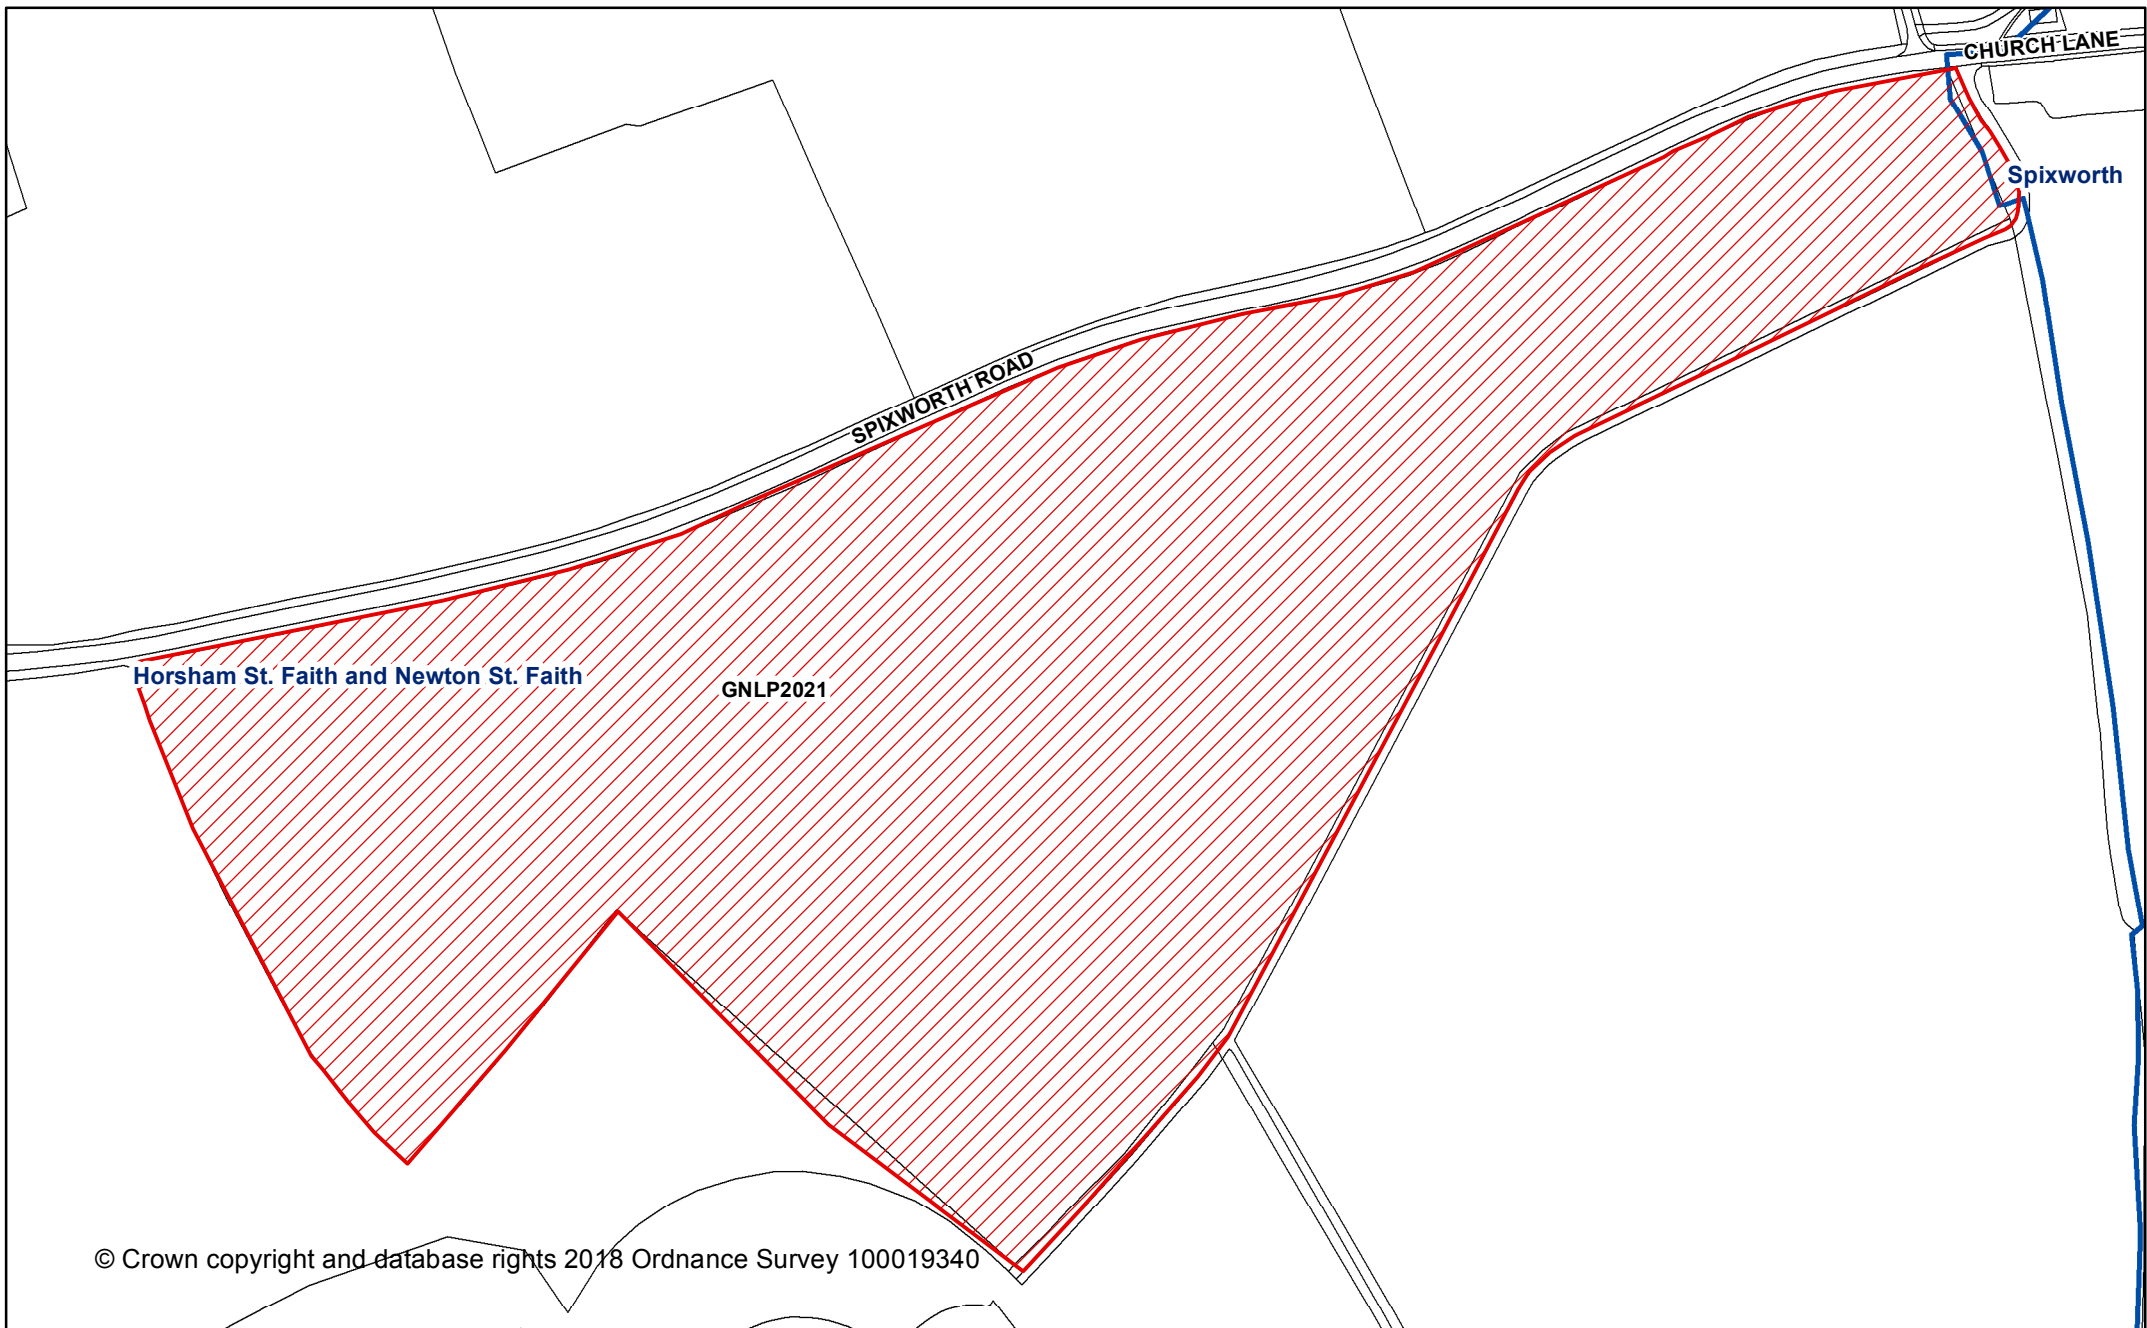 CHURCH LANE
Spixworth
SPIXWORTH ROAD
Horsham St. Faith and Newton St. Faith
GNLP2021
© Crown copyright and database rights 2018 Ordnance Survey 100019340